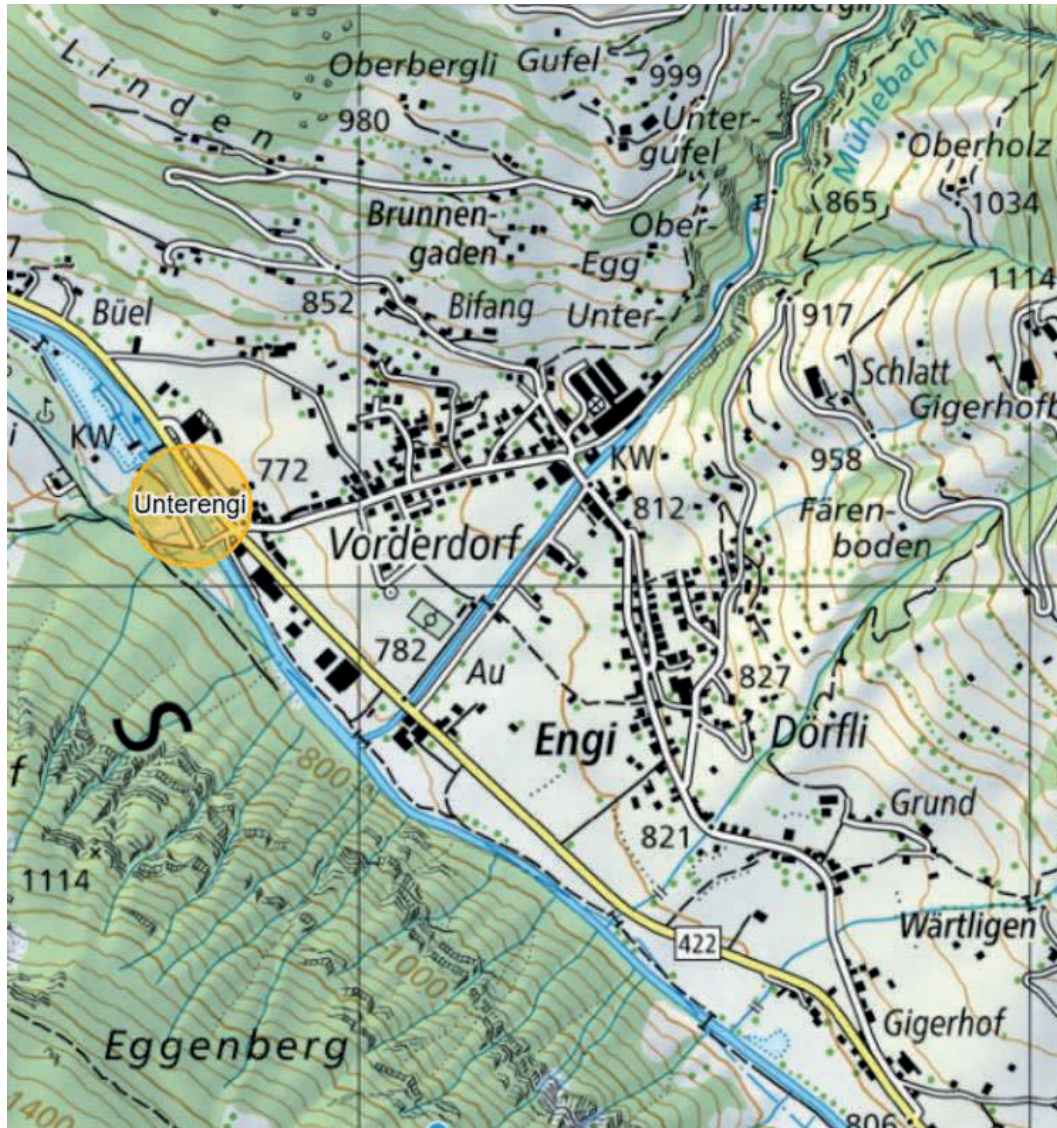 Linden
Oberbergli
Gufel
999
980
Unter-
gufel
Mühlebach
Oberholz
865
1034
Brunnen-
gaden
Ober-
Egg
Unter-
1114
852
Bifang
Büel
917
Schlatt
KW
772
KW
958
Unterengi
812
Fären-
boden
Vorderdorf
782
Au
827
S
Engi
Dörfli
800
Grund
821
1114
Wärtligen
422
1000
Gigerhof
Eggenberg
1400
806